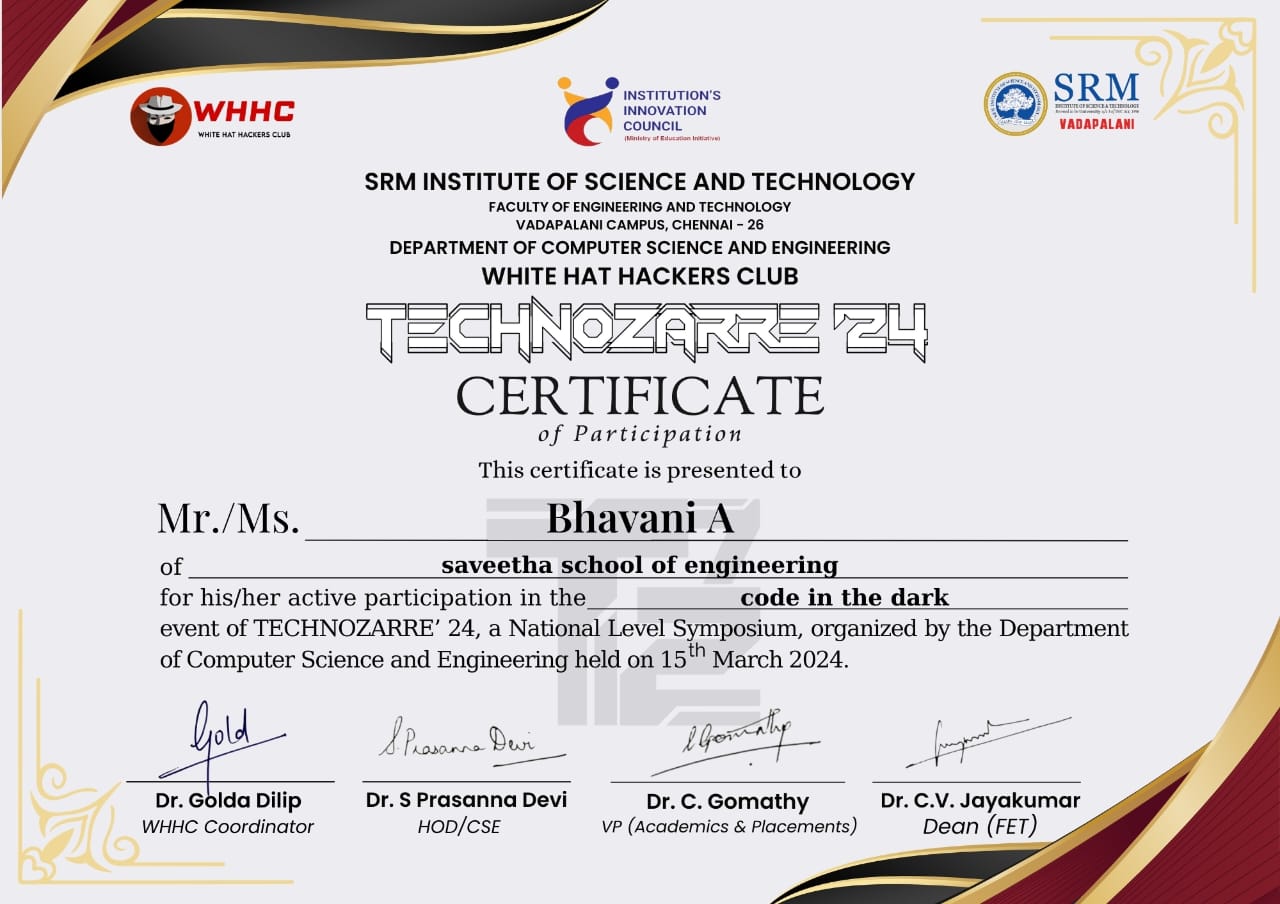 WHHC
WHITE HAT HACKERS CLUB
INSTITUTION'S
INNOVATION
COUNCIL
(Ministry of Education Initiative)
SRM
INSTITUTE OF SCIENCE & TECHNOLOGY
VADAPALANI
SRM INSTITUTE OF SCIENCE AND TECHNOLOGY
FACULTY OF ENGINEERING AND TECHNOLOGY
VADAPALANI CAMPUS, CHENNAI - 26
DEPARTMENT OF COMPUTER SCIENCE AND ENGINEERING
WHITE HAT HACKERS CLUB
TECHNOZARRE '24
CERTIFICATE
of Participation
This certificate is presented to
Mr./Ms. Bhavani A
of saveetha school of engineering
for his/her active participation in the code in the dark
event of TECHNOZARRE’ 24, a National Level Symposium, organized by the Department
of Computer Science and Engineering held on 15th March 2024.
Gold
S. Prasanna Devi
Dr. Golda Dilip
WHHC Coordinator
Dr. S Prasanna Devi
HOD/CSE
Dr. C. Gomathy
VP (Academics & Placements)
Dr. C.V. Jayakumar
Dean (FET)